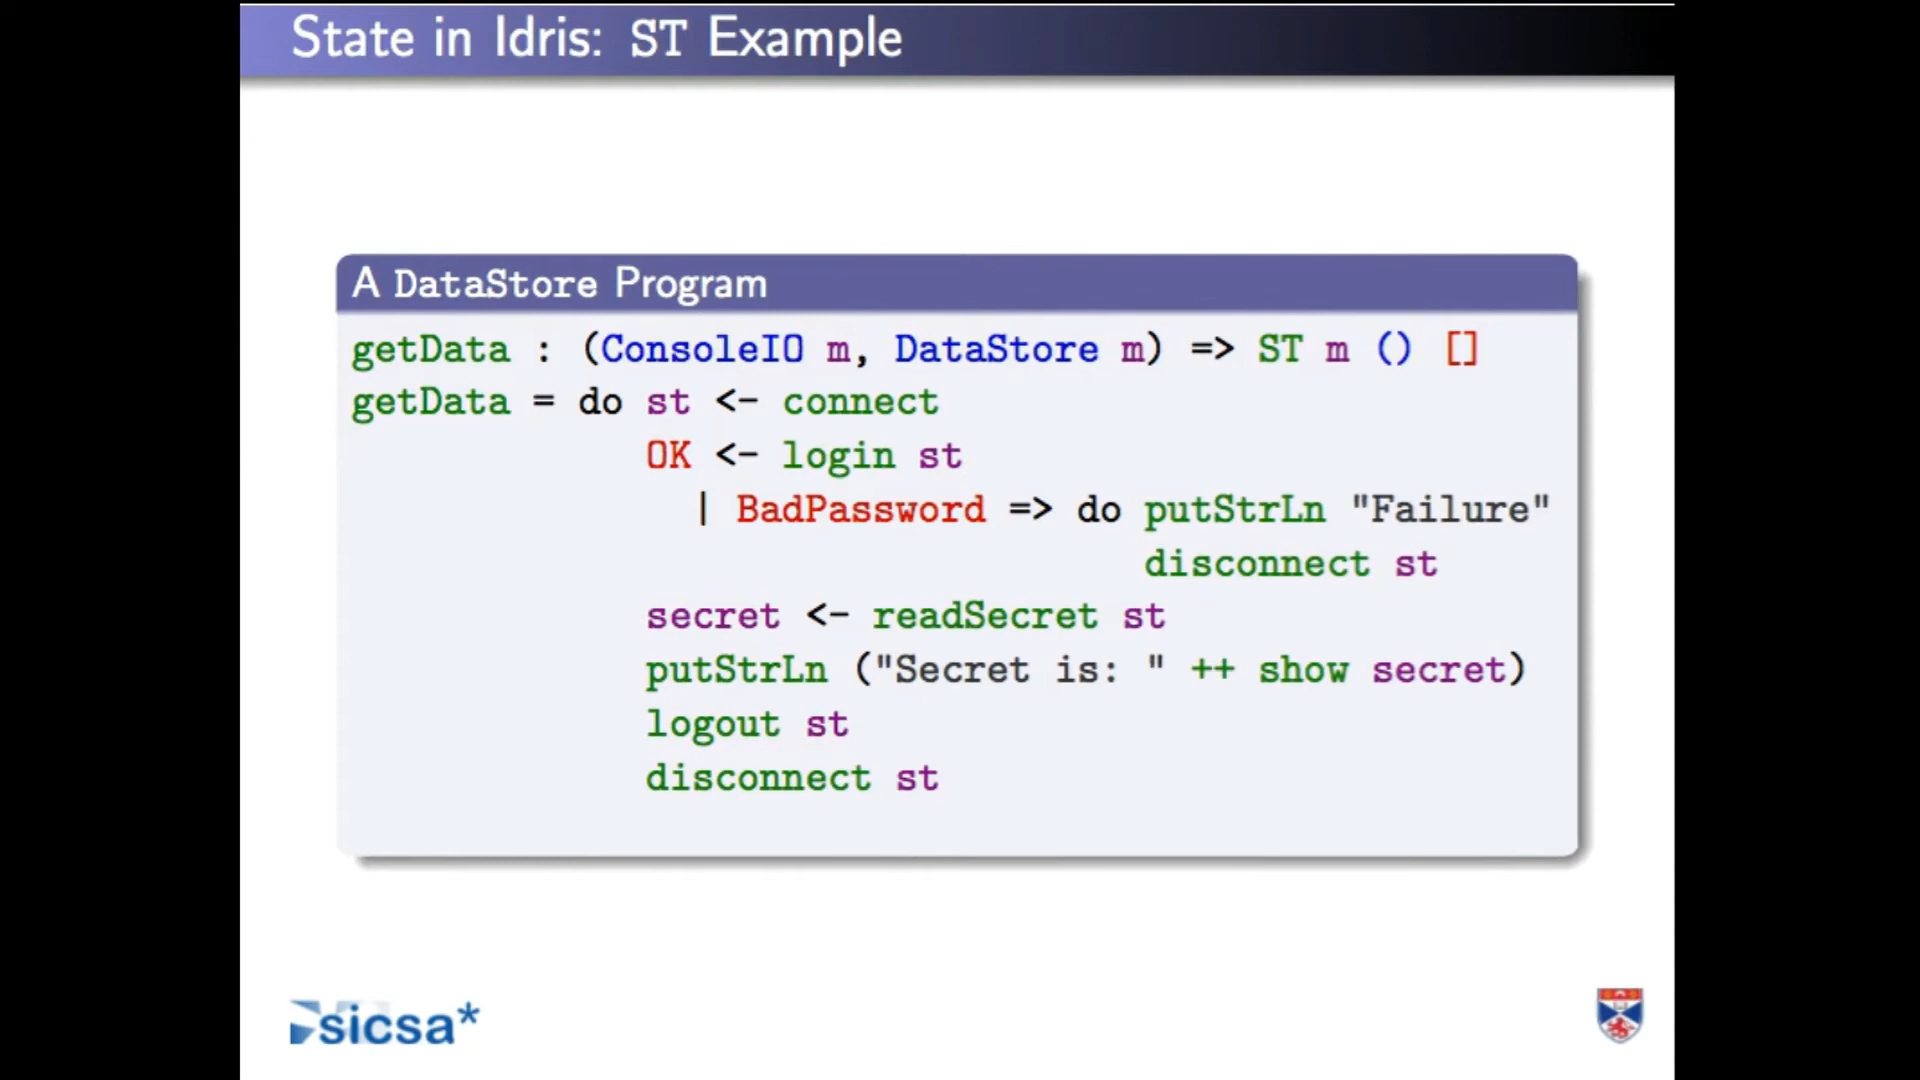 State in Idris: ST Example
A DataStore Program
getData : (ConsoleIO m, DataStore m) => ST m () []
getData = do st <- connect
OK <- login st
| BadPassword => do putStrLn "Failure"
disconnect st
secret <- readSecret st
putStrLn ("Secret is: " ++ show secret)
logout st
disconnect st
sicsa*